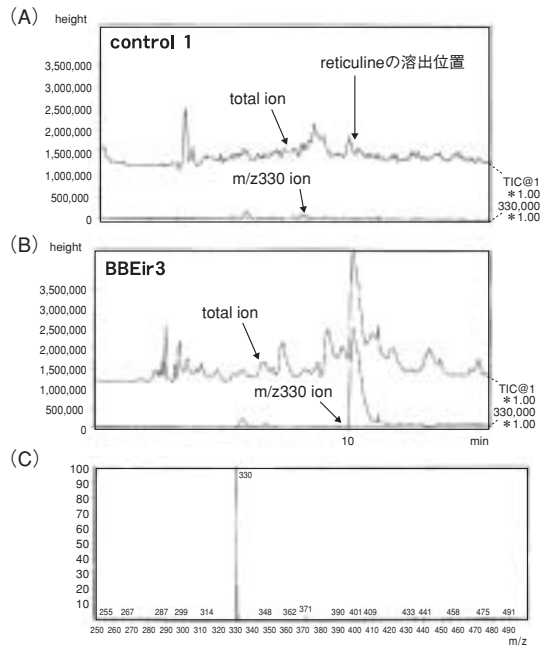 (A)
height
control 1
3,500,000
3,000,000
2,500,000
2,000,000
1,500,000
1,000,000
500,000
0
reticulineの溶出位置
total ion
m/z330 ion
TIC@1
*1.00
330,000
*1.00
(B)
height
BBEir3
3,500,000
3,000,000
2,500,000
2,000,000
1,500,000
1,000,000
500,000
0
total ion
m/z330 ion
TIC@1
*1.00
330,000
*1.00
10
min
(C)
100
90
80
70
60
50
40
30
20
10
330
255 267 287 299 314 348 362 371 390 401 409 433 441 458 475 491
250 260 270 280 290 300 310 320 330 340 350 360 370 380 390 400 410 420 430 440 450 460 470 480 490
m/z